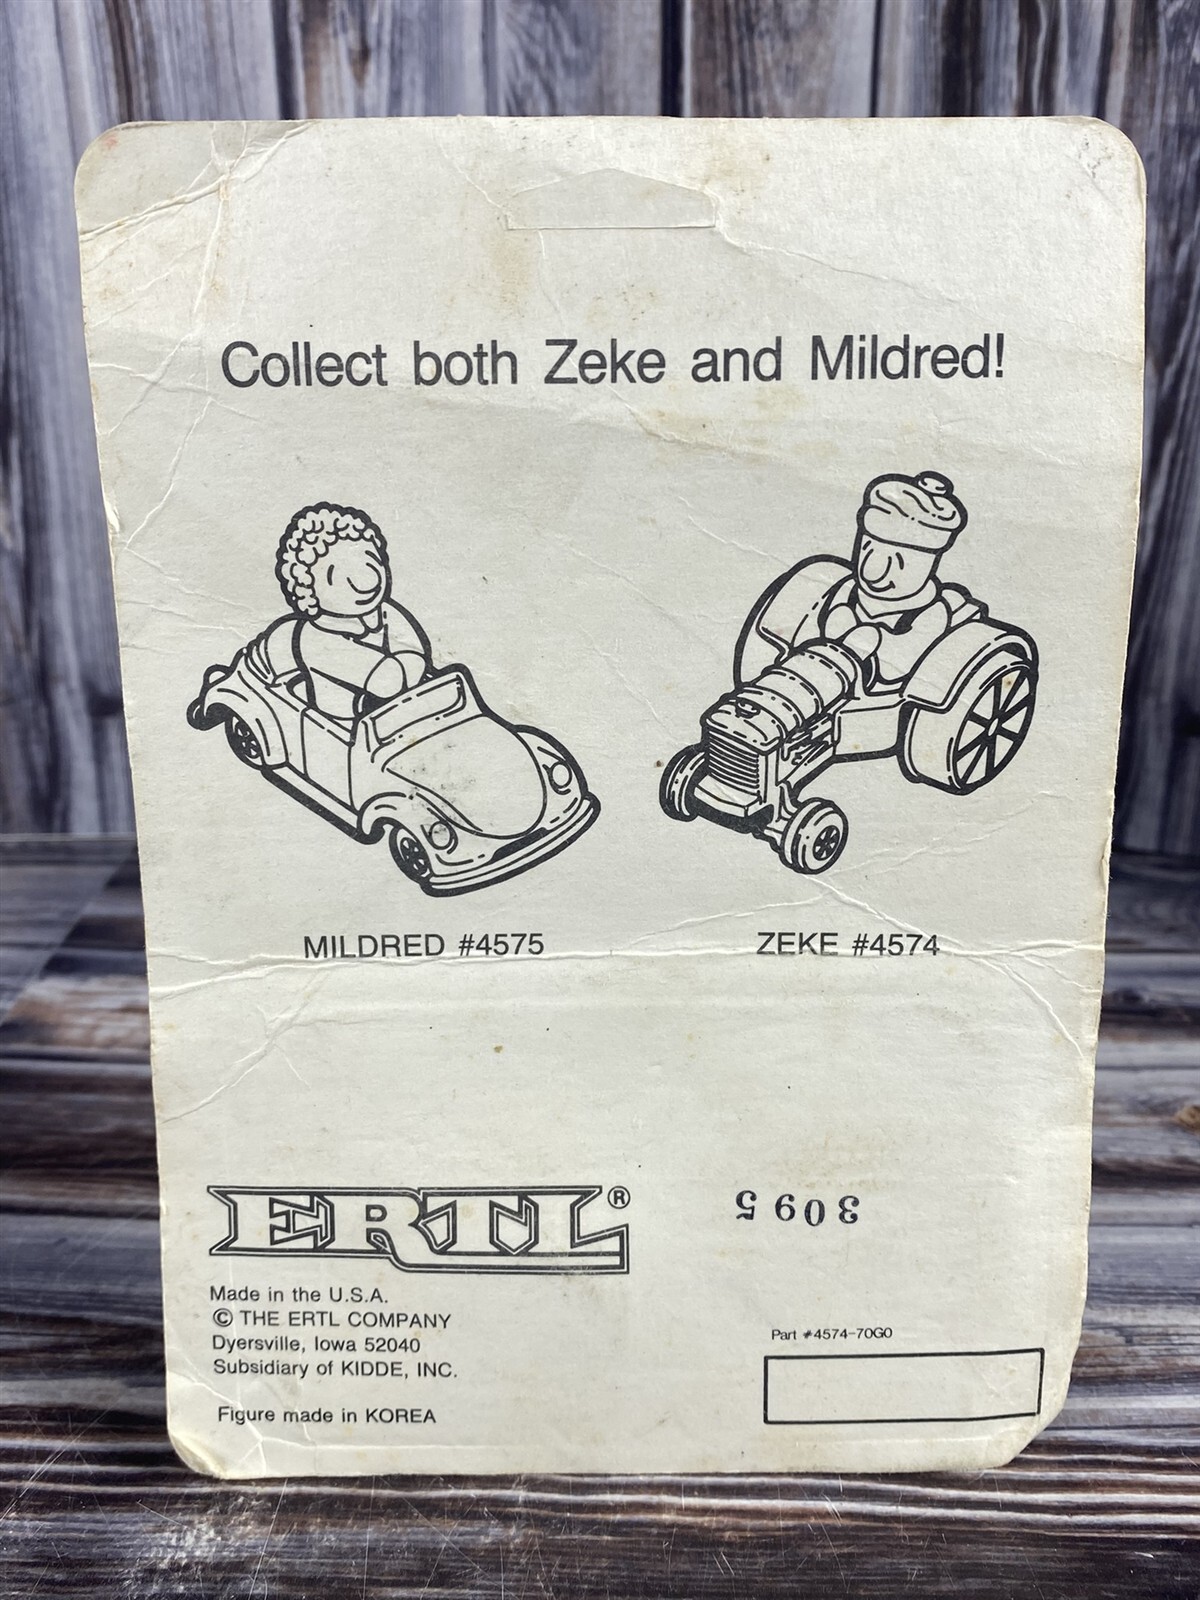 Collect both Zeke and Mildred!
MILDRED #4575
ZEKE #4574
ERTL®
3095
Made in the U.S.A.
© THE ERTL COMPANY
Dyersville, Iowa 52040
Subsidiary of KIDDE, INC.
Figure made in KOREA
Part #4574-70G0